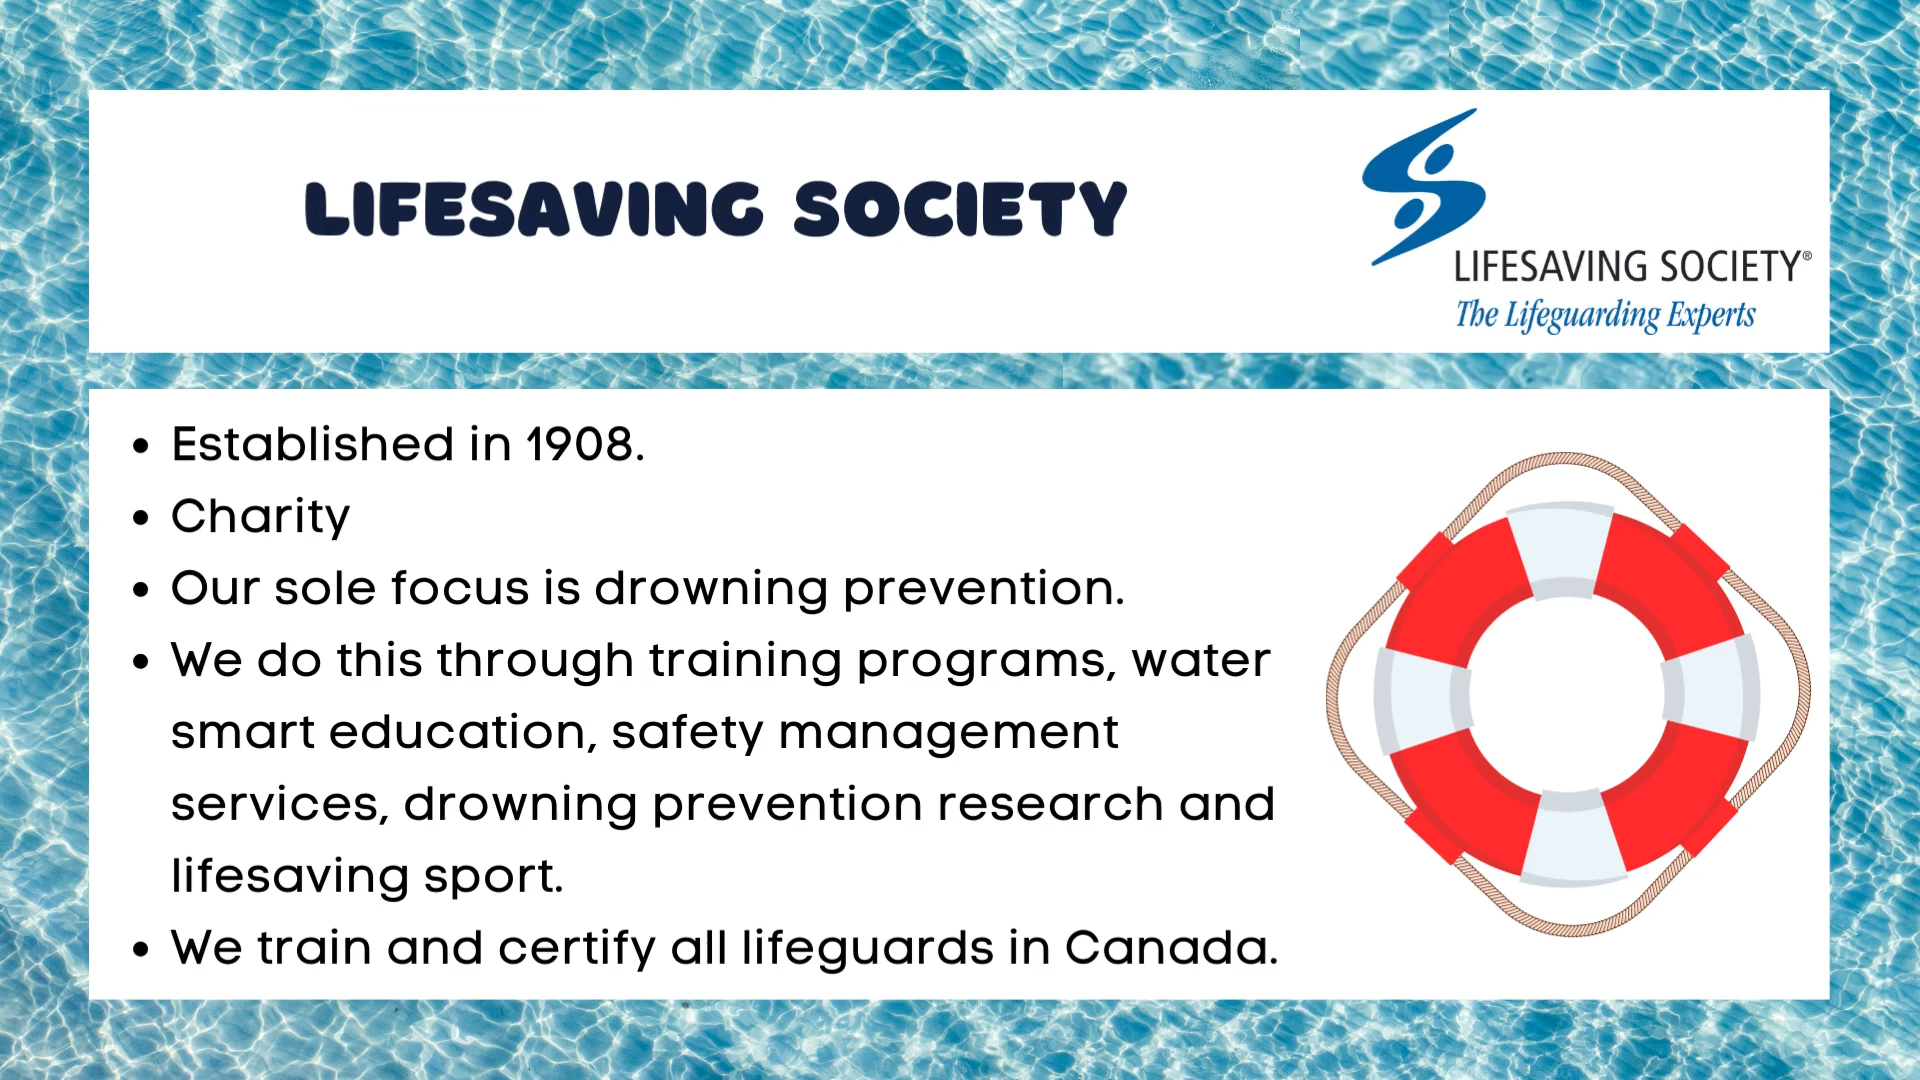 LIFESAVING SOCIETY
LIFESAVING SOCIETY®
The Lifeguarding Experts
• Established in 1908.
• Charity
• Our sole focus is drowning prevention.
• We do this through training programs, water
smart education, safety management
services, drowning prevention research and
lifesaving sport.
• We train and certify all lifeguards in Canada.